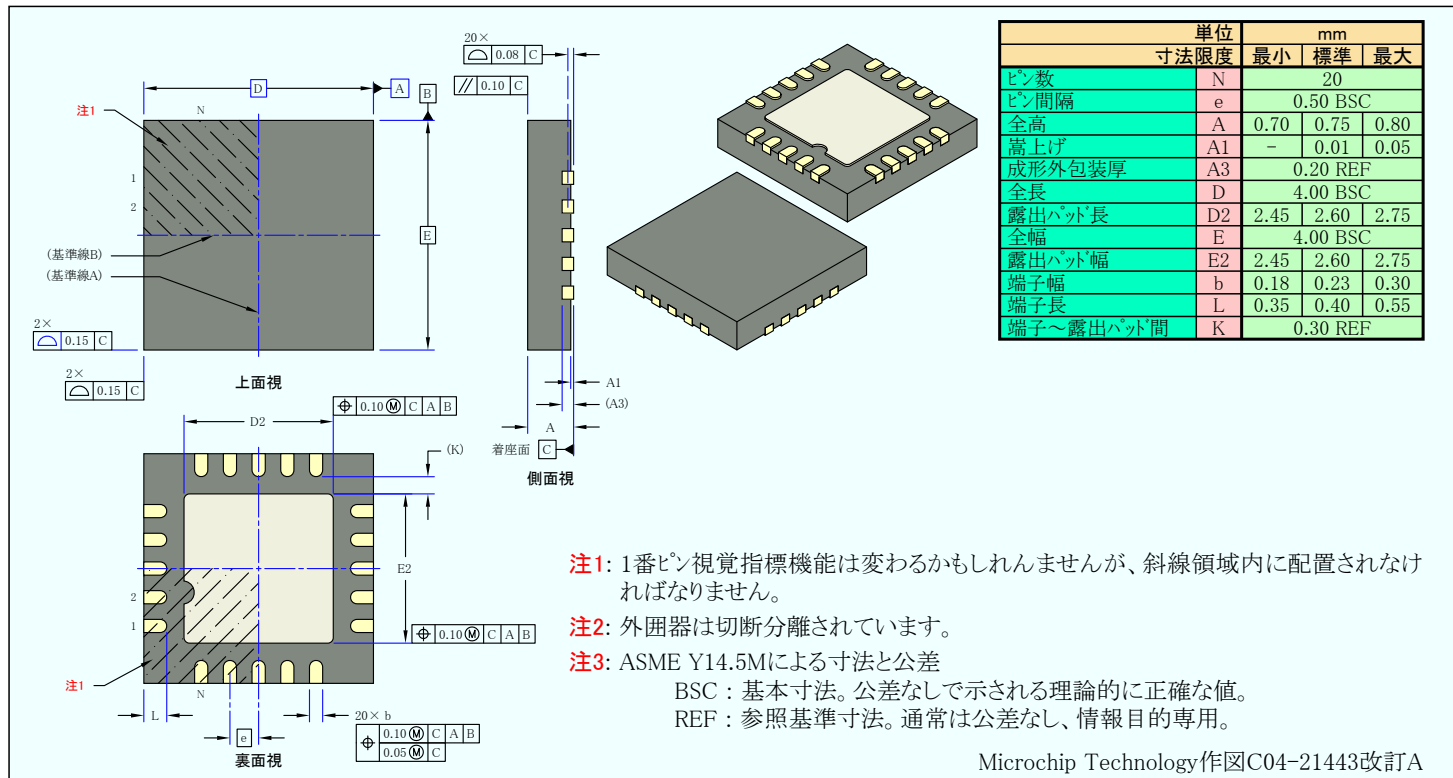 D
A
B
注1
N
1
2
E
(基準線B)
(基準線A)
2×
0.15 C
2×
0.15 C
上面視
20×
0.08 C
// 0.10 C
A1
(A3)
A
着座面 C
側面視
単位 mm
寸法限度 最小 標準 最大
ピン数 N 20
ピン間隔 e 0.50 BSC
全高 A 0.70 0.75 0.80
嵩上げ A1 - 0.01 0.05
成形外包装厚 A3 0.20 REF
全長 D 4.00 BSC
露出パッド長 D2 2.45 2.60 2.75
全幅 E 4.00 BSC
露出パッド幅 E2 2.45 2.60 2.75
端子幅 b 0.18 0.23 0.30
端子長 L 0.35 0.40 0.55
端子～露出パッド間 K 0.30 REF
⌖ 0.10 Ⓜ C A B
D2
(K)
E2
2
1
⌖ 0.10 Ⓜ C A B
注1
N
L
e
20× b
⌖ 0.10 Ⓜ C A B
0.05 Ⓜ C
裏面視
注1: 1番ピン視覚指標機能は変わるかもしれんませんが、斜線領域内に配置されなけ
ればなりません。
注2: 外囲器は切断分離されています。
注3: ASME Y14.5Mによる寸法と公差
BSC : 基本寸法。公差なしで示される理論的に正確な値。
REF : 参照基準寸法。通常は公差なし、情報目的専用。
Microchip Technology作図C04-21443改訂A